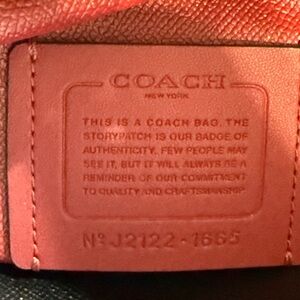 COACH
NEW YORK
THIS IS A COACH BAG. THE
STORYPATCH IS OUR BADGE OF
AUTHENTICITY. FEW PEOPLE MAY
SEE IT, BUT IT WILL ALWAYS BE A
REMINDER OF OUR COMMITMENT
TO QUALITY AND CRAFTSMANSHIP
Nº J2122-1665